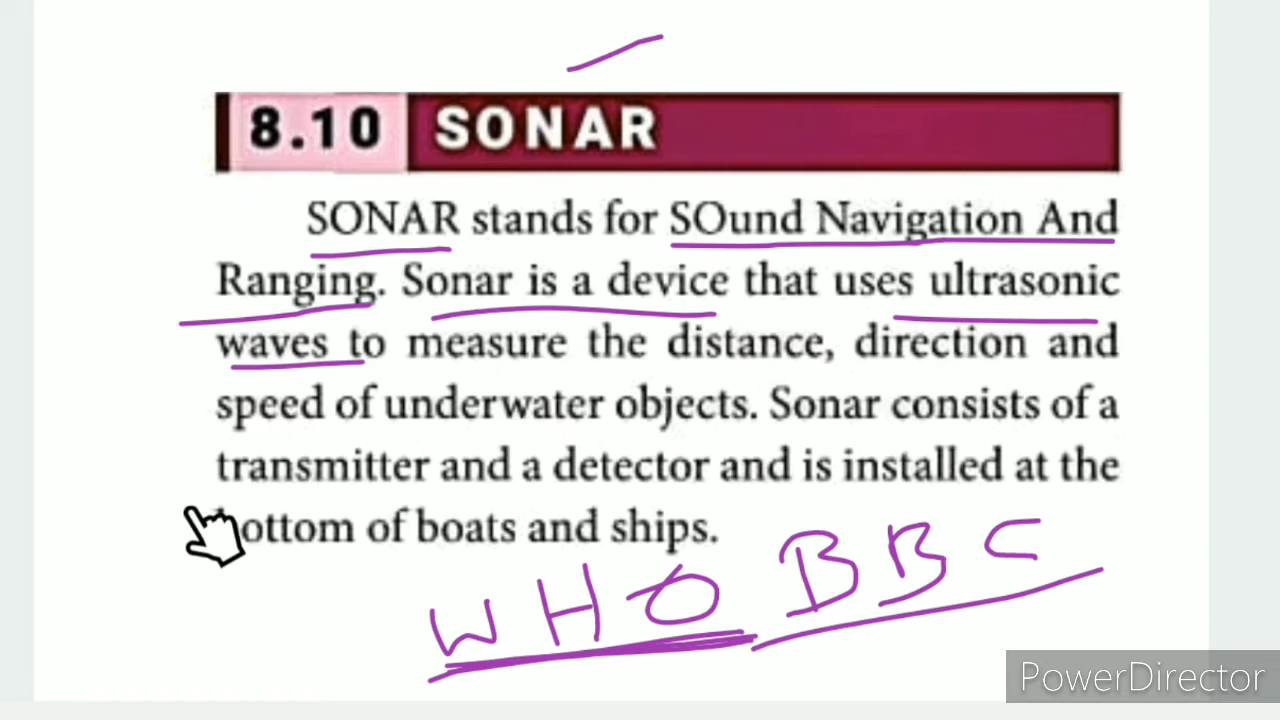 8.10 SONAR
SONAR stands for SOund Navigation And
Ranging. Sonar is a device that uses ultrasonic
waves to measure the distance, direction and
speed of underwater objects. Sonar consists of a
transmitter and a detector and is installed at the
bottom of boats and ships.
WHO BBC
PowerDirector